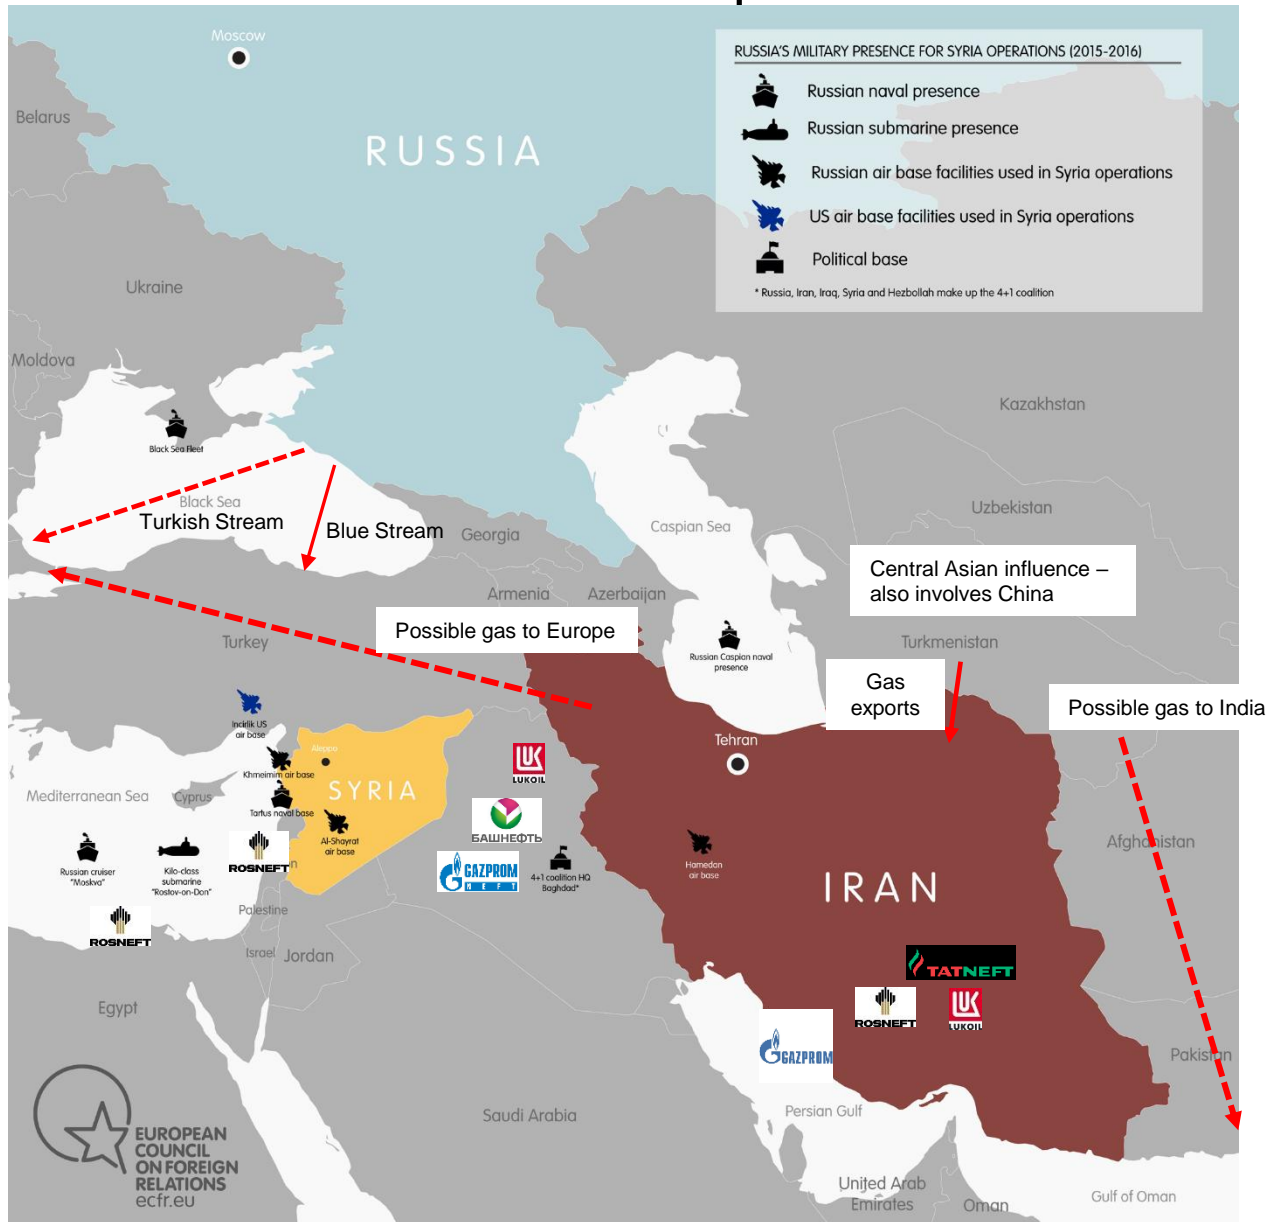 Moscow
RUSSIA'S MILITARY PRESENCE FOR SYRIA OPERATIONS (2015-2016)
Russian naval presence
Russian submarine presence
Russian air base facilities used in Syria operations
US air base facilities used in Syria operations
Political base
* Russia, Iran, Iraq, Syria and Hezbollah make up the 4+1 coalition
Belarus
RUSSIA
Ukraine
Moldova
Kazakhstan
Black Sea Fleet
Black Sea
Turkish Stream
Blue Stream
Georgia
Caspian Sea
Uzbekistan
Central Asian influence –
also involves China
Armenia
Azerbaijan
Possible gas to Europe
Turkey
Russian Caspian naval
presence
Turkmenistan
Gas
exports
Possible gas to India
Incirlik US
air base
Aleppo
Khmeimim air base
SYRIA
Tartus naval base
Al-Shayrat
air base
Mediterranean Sea
Cyprus
LUK
LUKOIL
БАШНЕФТЬ
GAZPROM
NEFT
4+1 coalition HQ
Baghdad*
Tehran
Hamedan
air base
IRAN
Afghanistan
Russian cruiser
"Moskva"
Kilo-class
submarine
"Rostov-on-Don"
ROSNEFT
n
ROSNEFT
Palestine
Israel
Jordan
Egypt
TATNEFT
ROSNEFT
LUK
LUKOIL
GAZPROM
Pakistan
Persian Gulf
Saudi Arabia
United Arab
Emirates
Oman
Gulf of Oman
EUROPEAN
COUNCIL
ON FOREIGN
RELATIONS
ecfr.eu